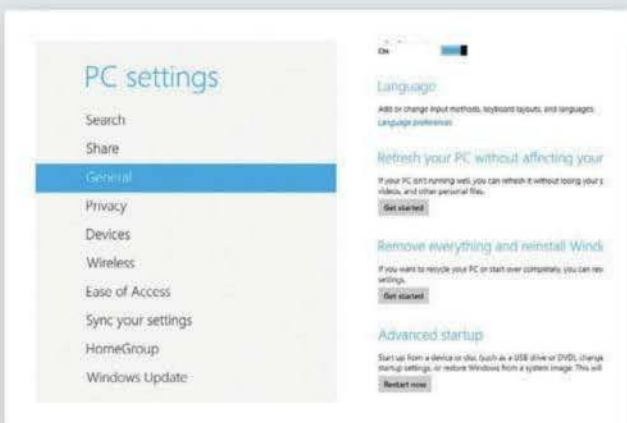 PC settings
Search
Share
General
Privacy
Devices
Wireless
Ease of Access
Sync your settings
HomeGroup
Windows Update
On
Language
Add or change input methods, keyboard layouts, and languages.
Language preferences
Refresh your PC without affecting your
If your PC isn't running well, you can refresh it without losing your
videos, and other personal files.
Get started
Remove everything and reinstall
If you want to recycle your PC or start over completely, you can
settings.
Get started
Advanced startup
Start up from a device or disc (such as a USB drive or DVD), change
startup settings, or restore Windows from a system image. This will
Restart now